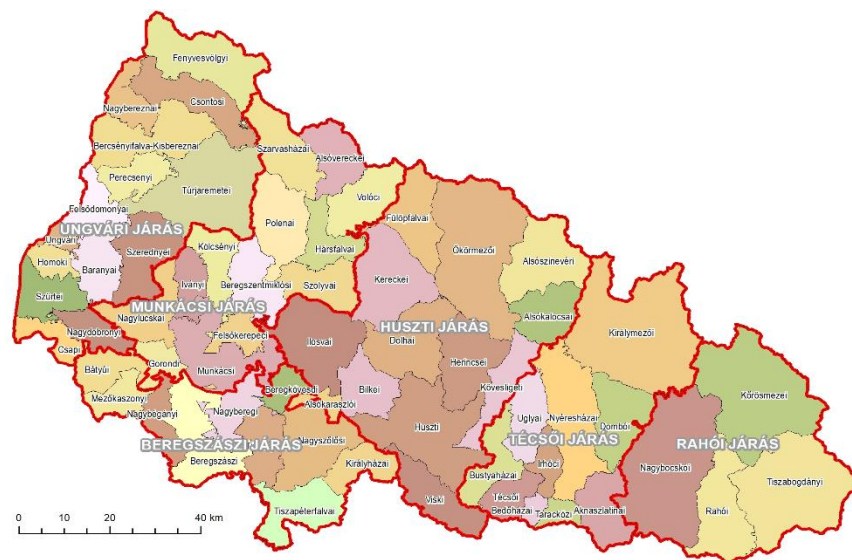 Fenyvesvölgyi
Csontosi
Nagybereznai
Bercsényifalva-Kisbereznai
Szarvasházai
Alsóvereckei
Perecsenyi
Túrjaremetei
Volóci
Felsődomonyai
Polenai
Fülöpfalvai
UNGVÁRI JÁRÁS
Ungvári
Szerednyei
Kölcsényi
Hársfalvai
Ökörmezői
Alsószinevéri
Homoki
Baranyai
Ivanyi
Beregszentmiklósi
Szolyvai
Kereckei
Szürtei
MUNKÁCSI JÁRÁS
Nagylucskai
Alsókalocsai
Királymezői
Nagydobronyi
Felsőkerepeci
Ilosvai
HUSZTI JÁRÁS
Dolhai
Csapi
Gorondi
Munkácsi
Herincsei
Bátyúi
Beregkövesdi
Bilkei
Kövesligeti
Kőrösmezei
Mezőkaszonyi
Alsókaraszlói
Nagybégányi
Nagyberegi
Huszti
Uglyai
Nyéresházai
Dombói
BEREGSZÁSZI JÁRÁS
Nagyszőlősi
TÉCSŐI JÁRÁS
RAHÓI JÁRÁS
Beregszászi
Királyházai
Bustyaházai
Irhóci
Nagybocskói
Tiszabogdányi
Tiszapéterfalvai
Viski
Técsői
Bedőházai
Taracközi
Aknaszlatinai
Rahói
0 10 20 40 km